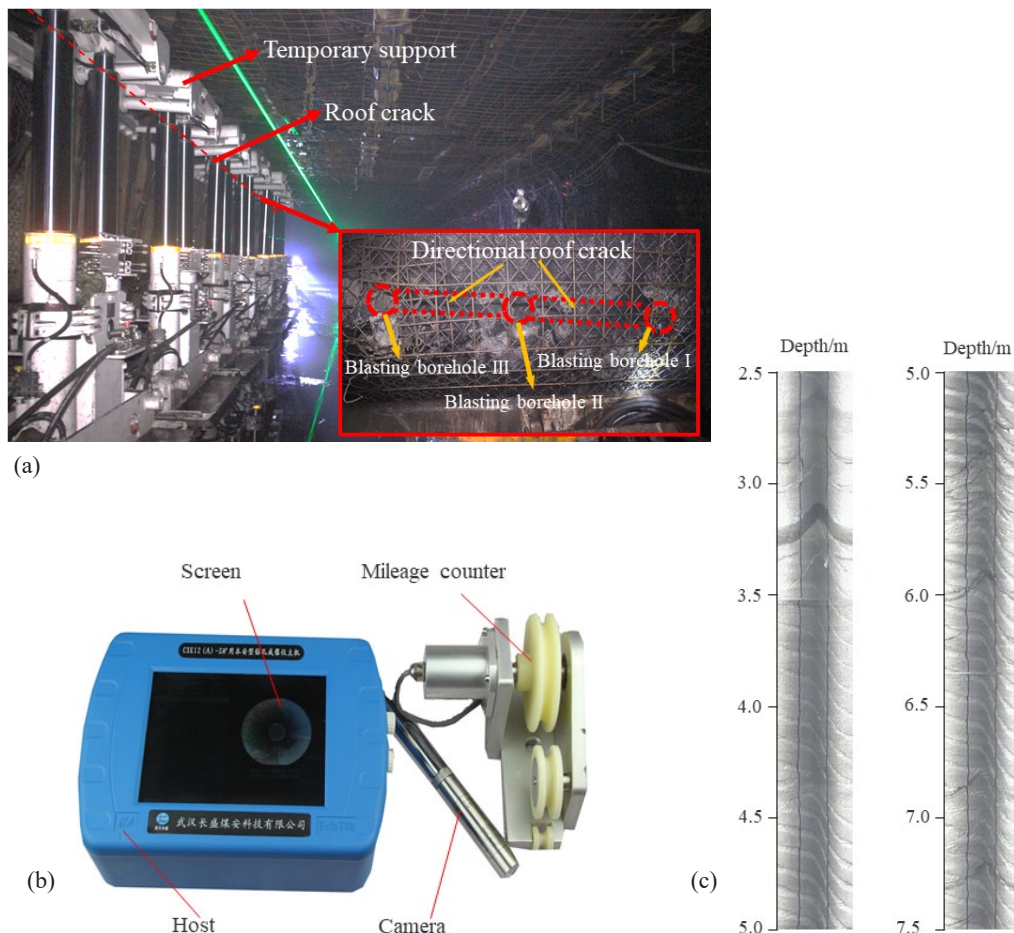 Temporary support
Roof crack
Directional roof crack
Blasting borehole III
Blasting borehole I
Blasting borehole II
(a)
Screen
Mileage counter
武汉长盛煤安科技有限公司
Host
Camera
(b)
Depth/m
2.5
3.0
3.5
4.0
4.5
5.0
Depth/m
5.0
5.5
6.0
6.5
7.0
7.5
(c)